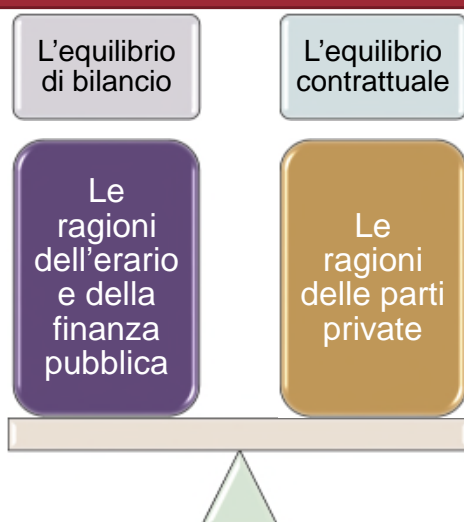 L'equilibrio
di bilancio
L'equilibrio
contrattuale
Le
ragioni
dell'erario
e della
finanza
pubblica
Le
ragioni
delle parti
private